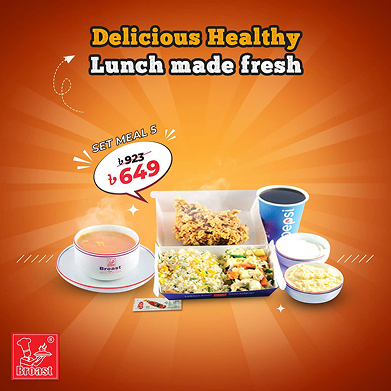 Delicious Healthy
Lunch made fresh
SET MEAL 5
৳923
৳649
pepsi
Broast
Broast